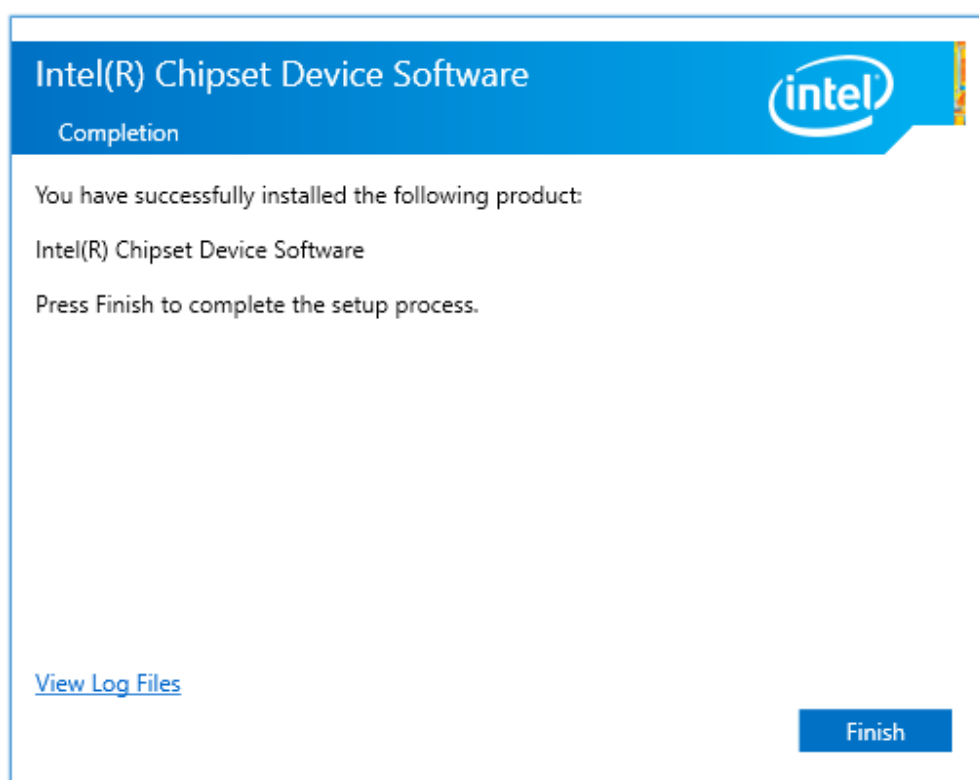 Intel(R) Chipset Device Software
intel
Completion
You have successfully installed the following product:
Intel(R) Chipset Device Software
Press Finish to complete the setup process.
View Log Files
Finish